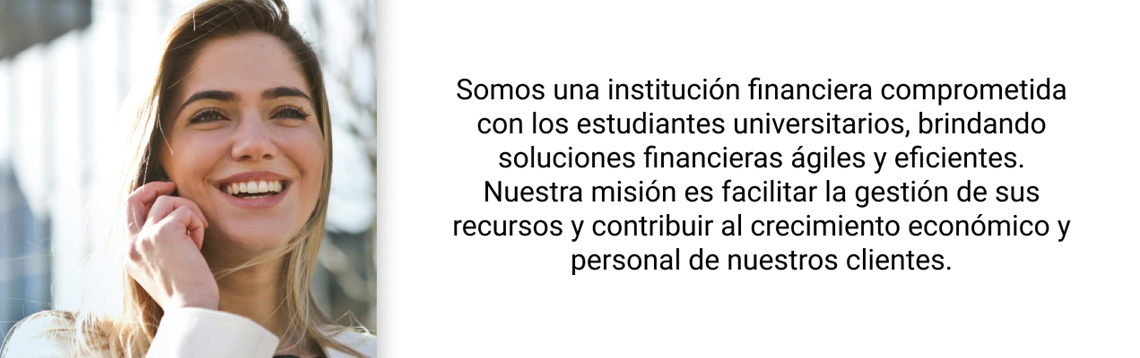 Somos una institución financiera comprometida
con los estudiantes universitarios, brindando
soluciones financieras ágiles y eficientes.
Nuestra misión es facilitar la gestión de sus
recursos y contribuir al crecimiento económico y
personal de nuestros clientes.